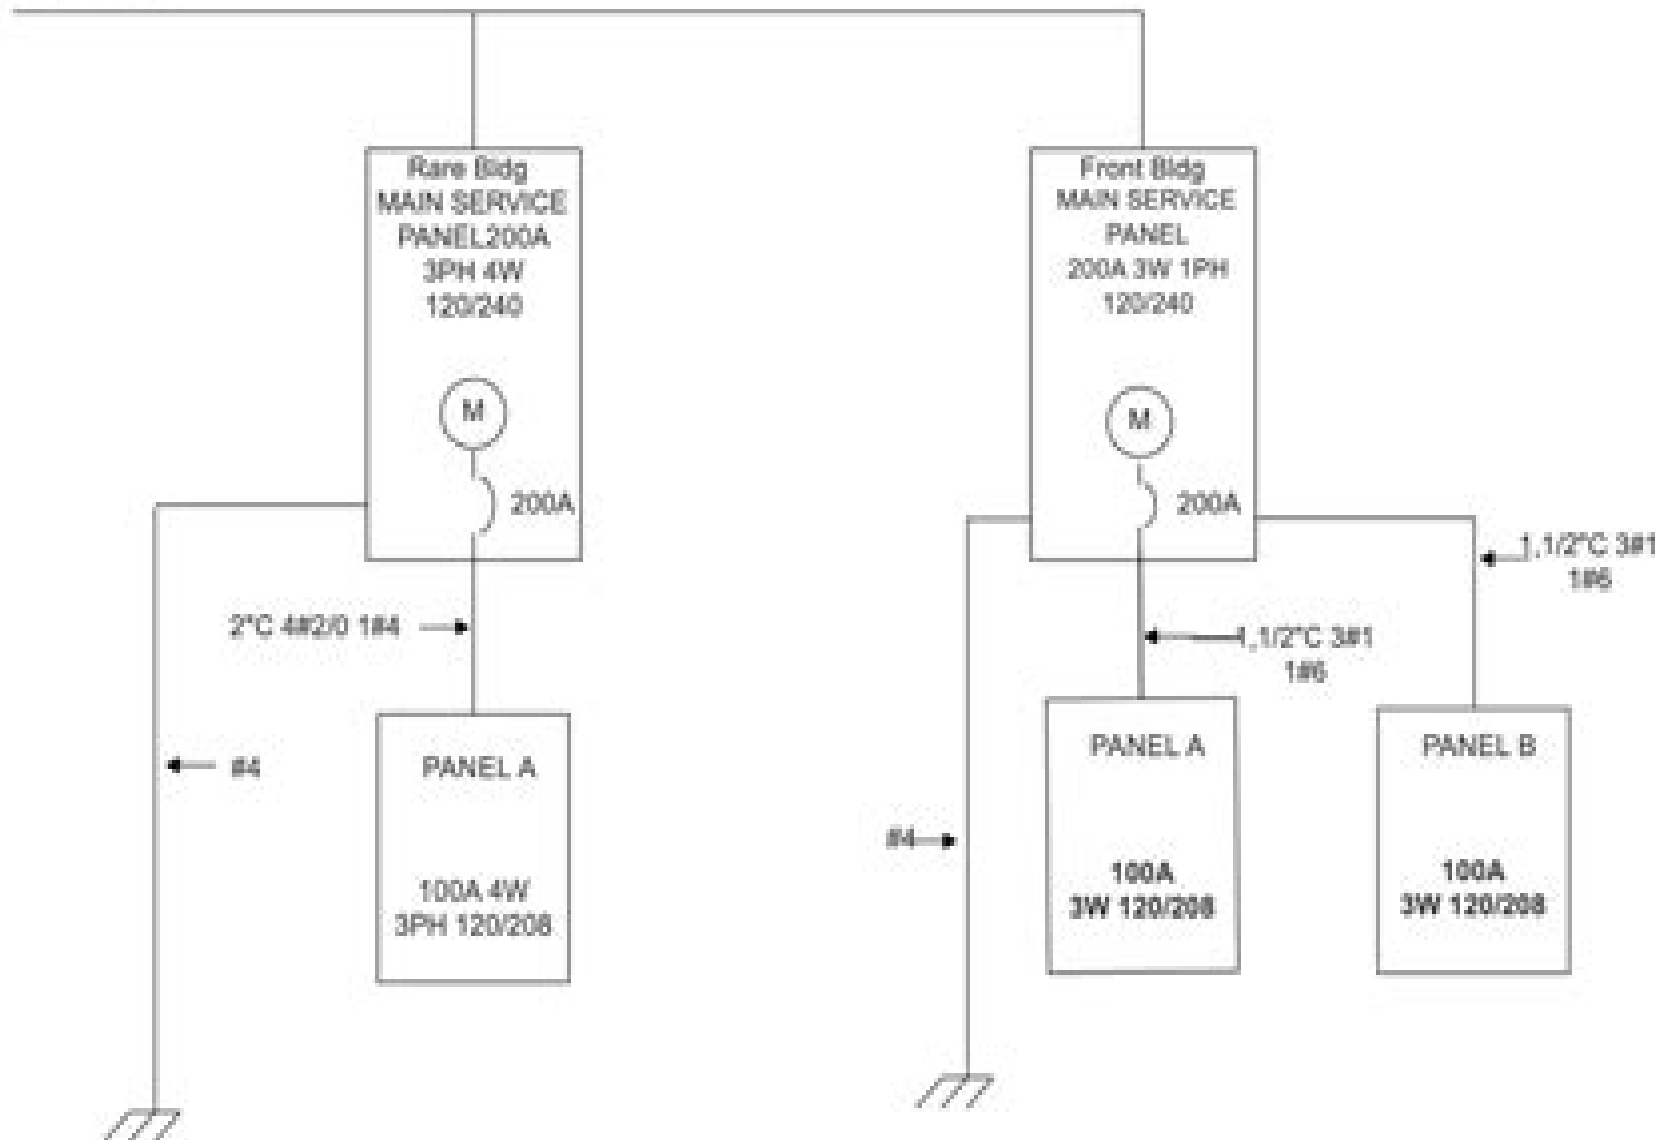 Rare Bldg
MAIN SERVICE
PANEL200A
3PH 4W
120/240
M
200A
2"C 4#2/0 1#4
#4
PANEL A
100A 4W
3PH 120/208
Front Bldg
MAIN SERVICE
PANEL
200A 3W 1PH
120/240
M
200A
1,1/2"C 3#1
1#6
1,1/2"C 3#1
1#6
#4
PANEL A
100A
3W 120/208
PANEL B
100A
3W 120/208